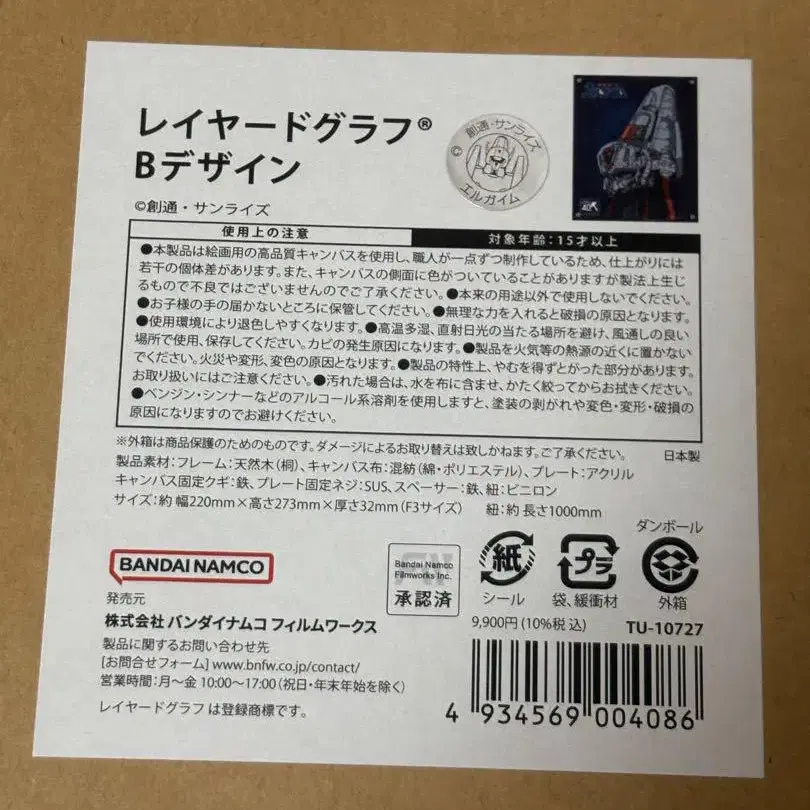 レイヤードグラフ®
Bデザイン
©創通・サンライズ
© 創通・サンライズ
エルガイム
使用上の注意
対象年齢:15才以上
●本製品は絵画用の高品質キャンバスを使用し、職人が一点ずつ制作しているため、仕上がりには
若干の個体差があります。また、キャンバスの側面に色がついていることがありますが製法上生じ
るもので不良ではございませんのでご了承ください。●本来の用途以外で使用しないでください。
●お子様の手の届かないところに保管してください。●無理な力を入れると破損の原因となります。
●使用環境により退色しやすくなります。●高温多湿、直射日光の当たる場所を避け、風通しの良い
場所で使用、保存してください。カビの発生原因になります。●製品を火気等の熱源の近くに置かない
でください。火災や変形、変色の原因となります。●製品の特性上、やむを得ずとがった部分があります。
お取り扱いにはご注意ください。●汚れた場合は、水を布に含ませ、かたく絞ってからお拭きください。
●ベンジン・シンナーなどのアルコール系溶剤を使用しますと、塗装の剥がれや変色・変形・破損の
原因になりますのでお避けください。
※外箱は商品保護のためのものです。ダメージによるお取り替えは致しかねます。ご了承ください。
日本製
製品素材:フレーム:天然木(桐)、キャンバス布:混紡(綿・ポリエステル)、プレート:アクリル
キャンバス固定クギ:鉄、プレート固定ネジ:SUS、スペーサー:鉄、紐:ビニロン
サイズ:約 幅220mm×高さ273mm×厚さ32mm(F3サイズ) 紐:約 長さ1000mm
BANDAI NAMCO
発売元
株式会社 バンダイナムコ フィルムワークス
製品に関するお問い合わせ先
[お問合せフォーム] www.bnfw.co.jp/contact/
営業時間:月〜金 10:00〜17:00(祝日・年末年始を除く)
レイヤードグラフ は登録商標です。
Bandai Namco
Filmworks Inc.
承認済
紙
シール
プラ
袋、緩衝材
ダンボール
外箱
9,900円(10%税込)
TU-10727
4 934569 004086